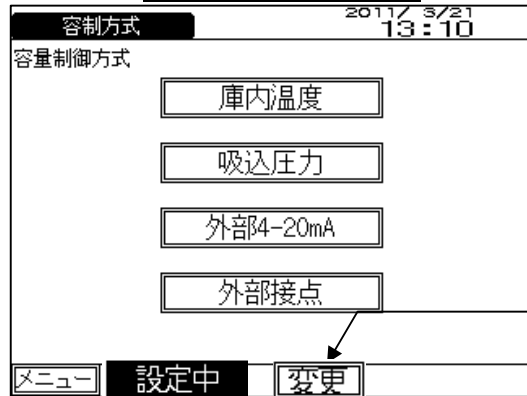 容制方式
2011/ 3/21
13:10
容量制御方式
庫内温度
吸込圧力
外部4-20mA
外部接点
メニュー 設定中 変更